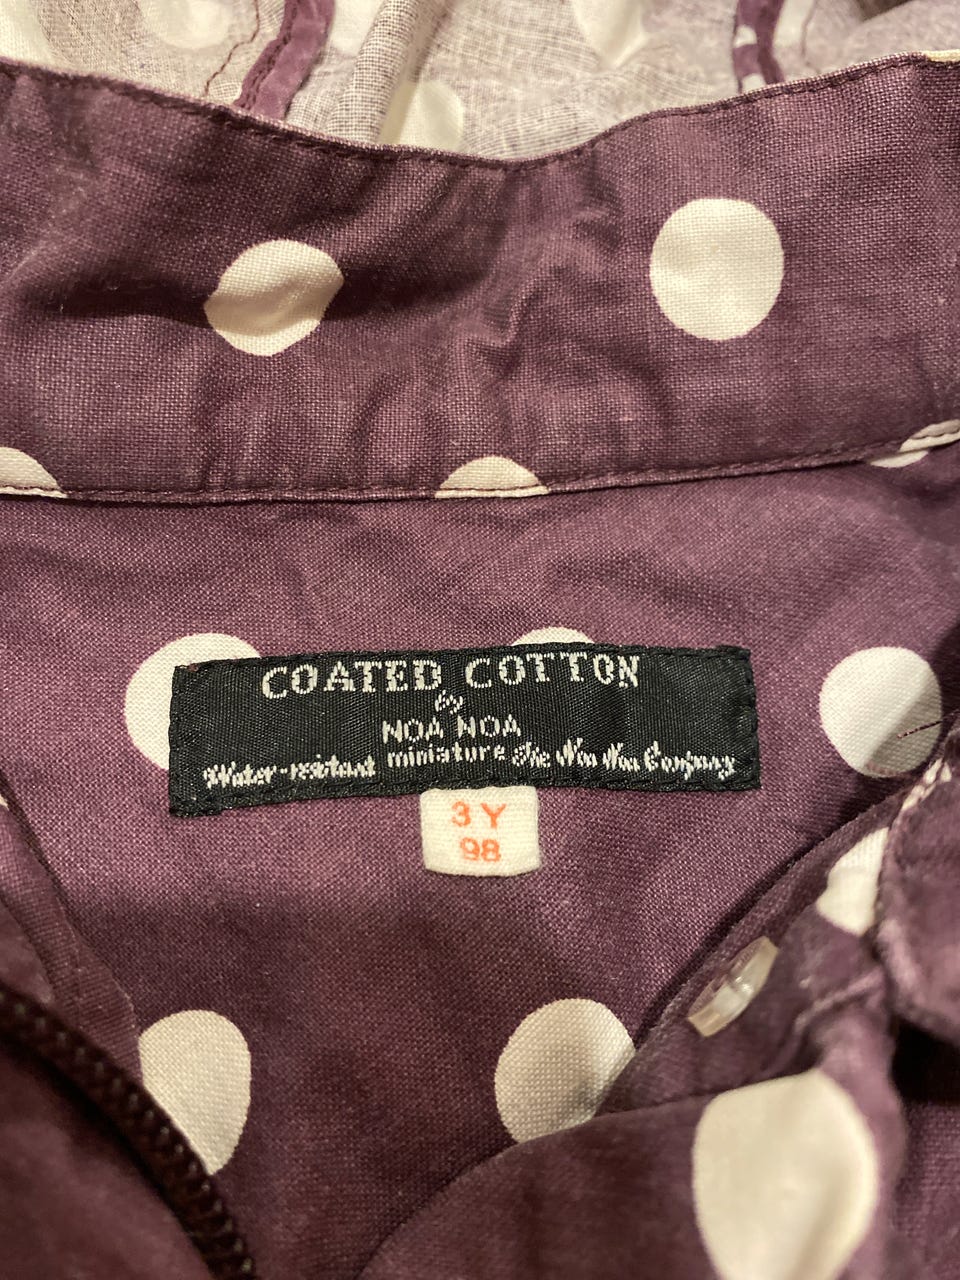 COATED COTTON
by
NOA NOA
Water-resistant miniature The Noa Noa Company
3 Y
98